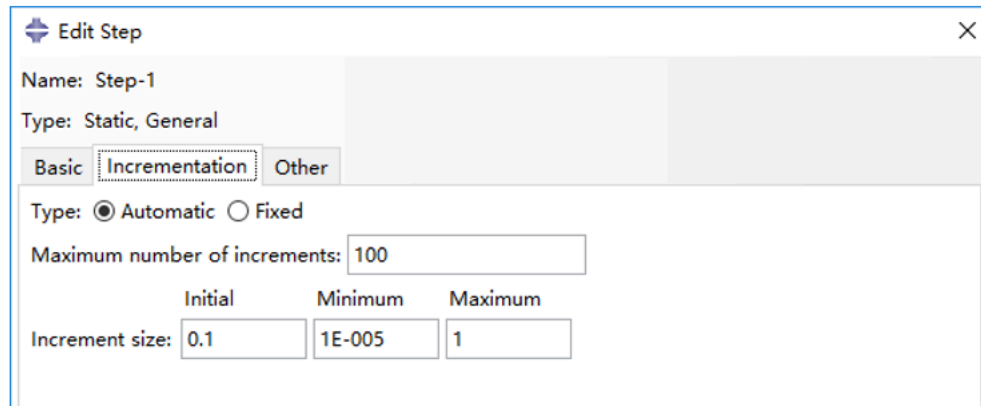 Edit Step
Name: Step-1
Type: Static, General
Basic Incrementation Other
Type: Automatic Fixed
Maximum number of increments: 100
Initial Minimum Maximum
Increment size: 0.1 1E-005 1